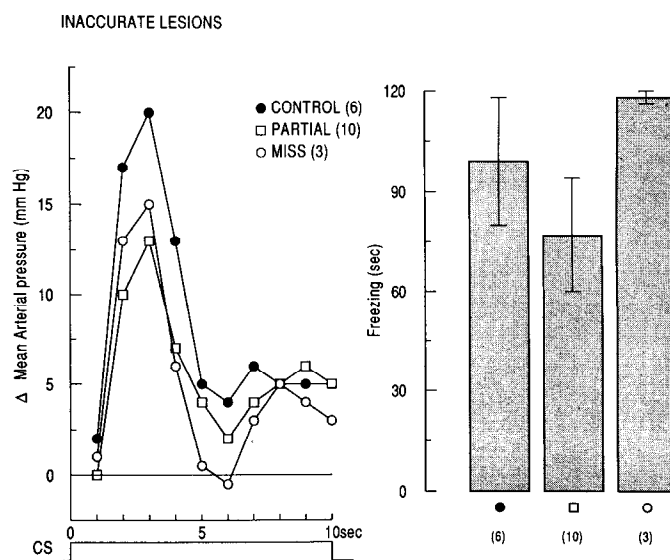 INACCURATE LESIONS
20
15
10
5
0
Δ Mean Arterial pressure (mm Hg)
CONTROL (6)
PARTIAL (10)
MISS (3)
0 5 10sec
CS
120
90
60
30
0
Freezing (sec)
(6) (10) (3)